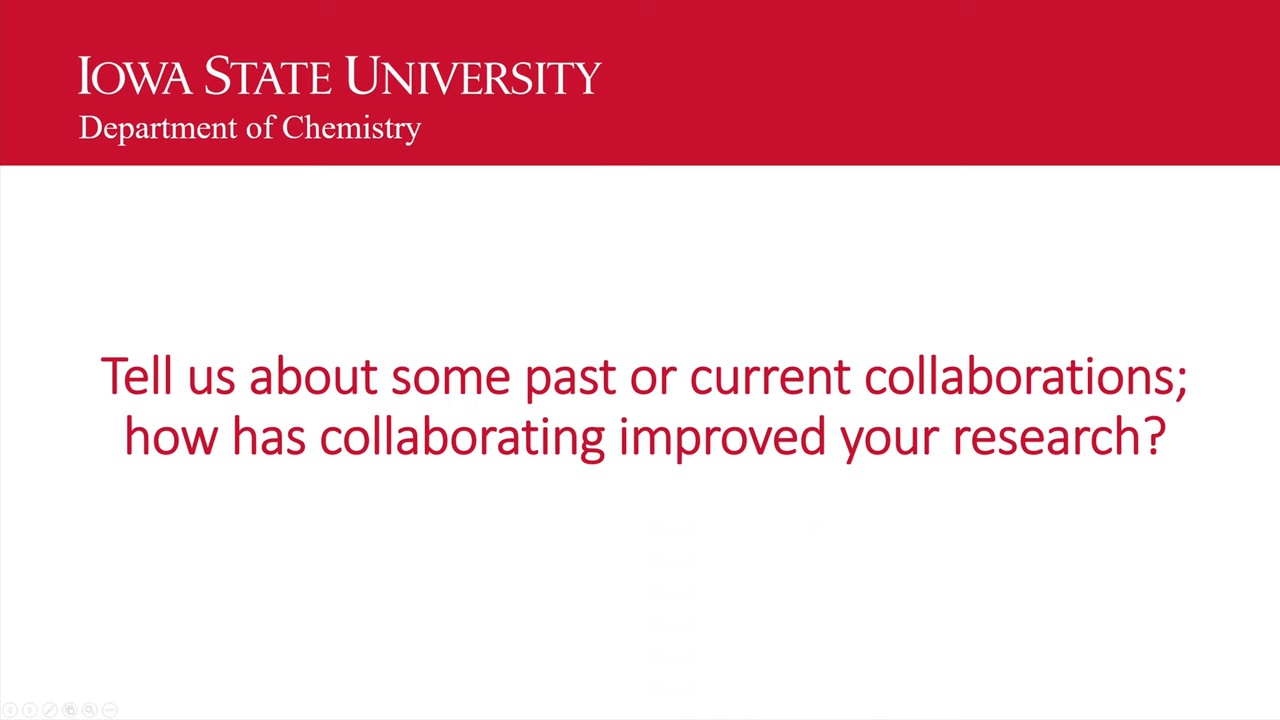 IOWA STATE UNIVERSITY
Department of Chemistry
Tell us about some past or current collaborations;
how has collaborating improved your research?